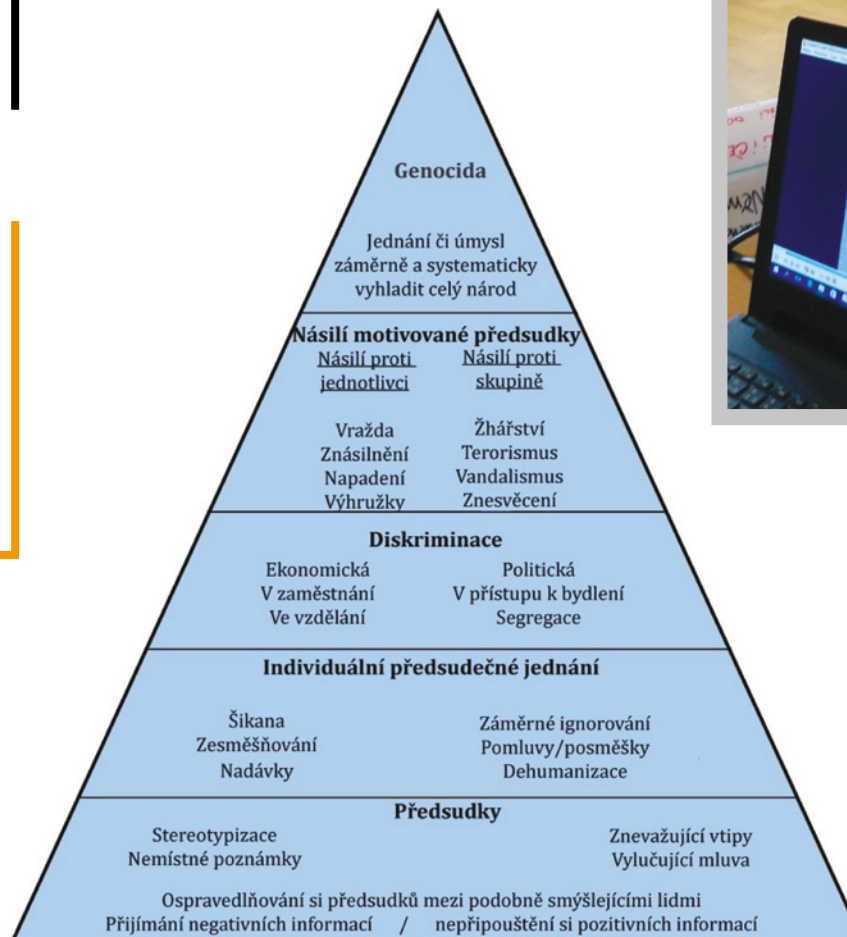 Genocida
Jednání či úmysl
záměrně a systematicky
vyhladit celý národ
Násilí motivované předsudky
Násilí proti
jednotlivci
Vražda
Znásilnění
Napadení
Výhružky
Násilí proti
skupině
Žhářství
Terorismus
Vandalismus
Znesvěcení
Diskriminace
Ekonomická
V zaměstnání
Ve vzdělání
Politická
V přístupu k bydlení
Segregace
Individuální předsudečné jednání
Šikana
Zesměšňování
Nadávky
Záměrné ignorování
Pomluvy/posměšky
Dehumanizace
Předsudky
Stereotypizace
Nemístné poznámky
Znevažující vtipy
Vylučující mluva
Ospravedlňování si předsudků mezi podobně smýšlejícími lidmi
Přijímání negativních informací / nepřipouštění si pozitivních informací